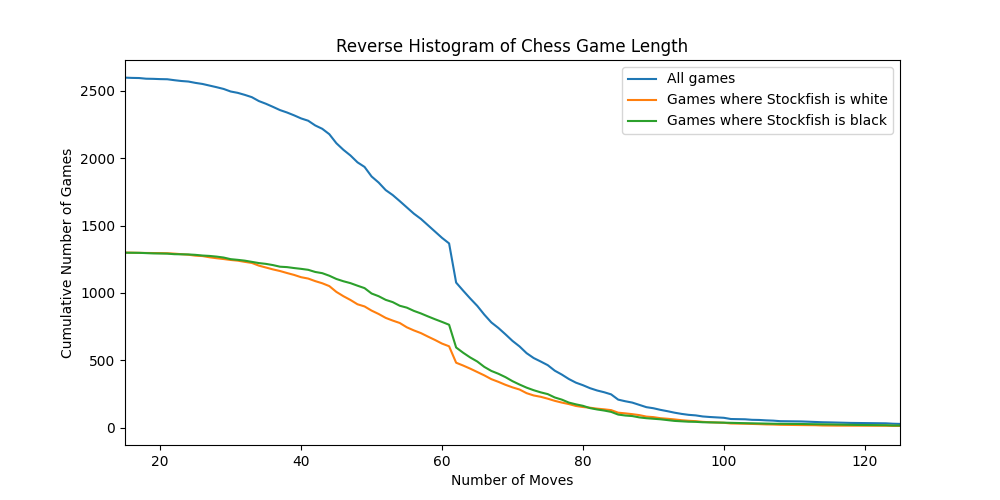 Reverse Histogram of Chess Game Length
All games
Games where Stockfish is white
Games where Stockfish is black
Cumulative Number of Games
2500
2000
1500
1000
500
0
20 40 60 80 100 120
Number of Moves